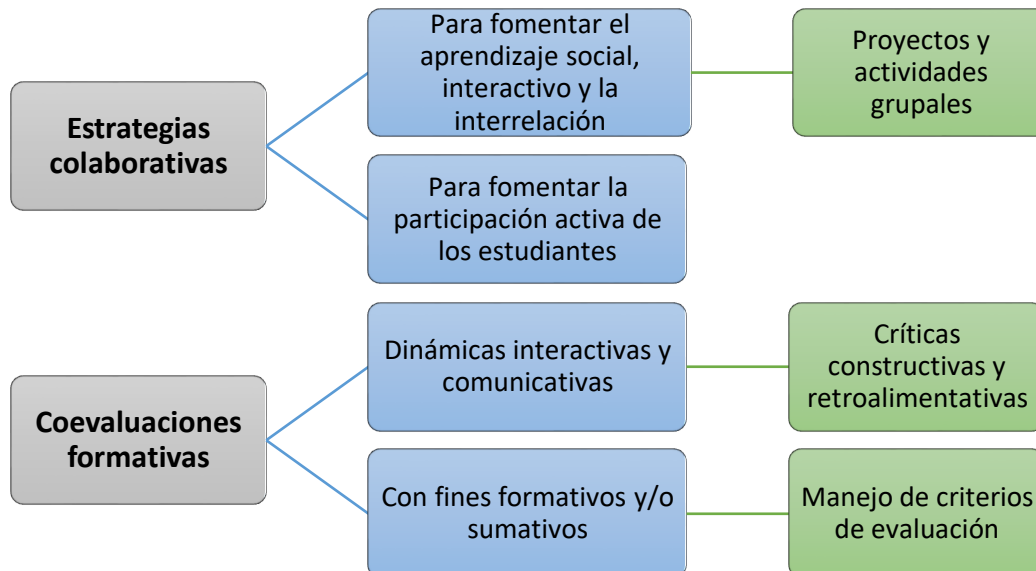 Estrategias
colaborativas
Para fomentar el
aprendizaje social,
interactivo y la
interrelación
Proyectos y
actividades
grupales
Para fomentar la
participación activa de
los estudiantes
Coevaluaciones
formativas
Dinámicas interactivas y
comunicativas
Críticas
constructivas y
retroalimentativas
Con fines formativos y/o
sumativos
Manejo de criterios
de evaluación